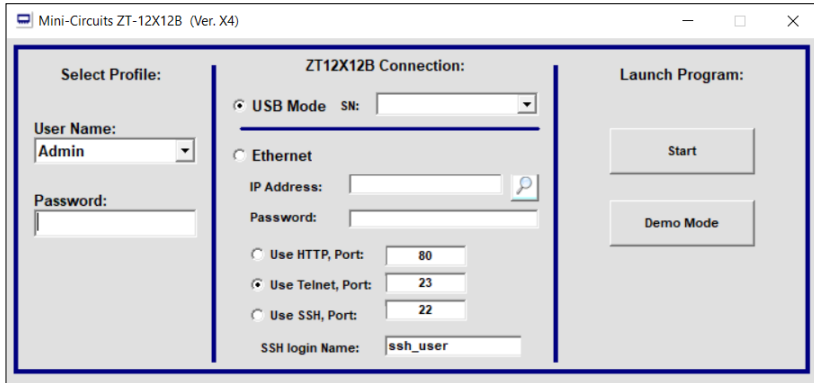 Mini-Circuits ZT-12X12B (Ver. X4)
Select Profile:
User Name:
Admin
Password:
ZT12X12B Connection:
USB Mode SN:
Ethernet
IP Address:
Password:
Use HTTP, Port: 80
Use Telnet, Port: 23
Use SSH, Port: 22
SSH login Name: ssh_user
Launch Program:
Start
Demo Mode